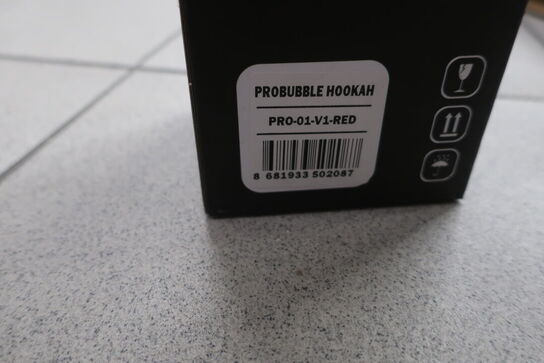 PROBUBBLE HOOKAH
PRO-01-V1-RED
8 681933 502087